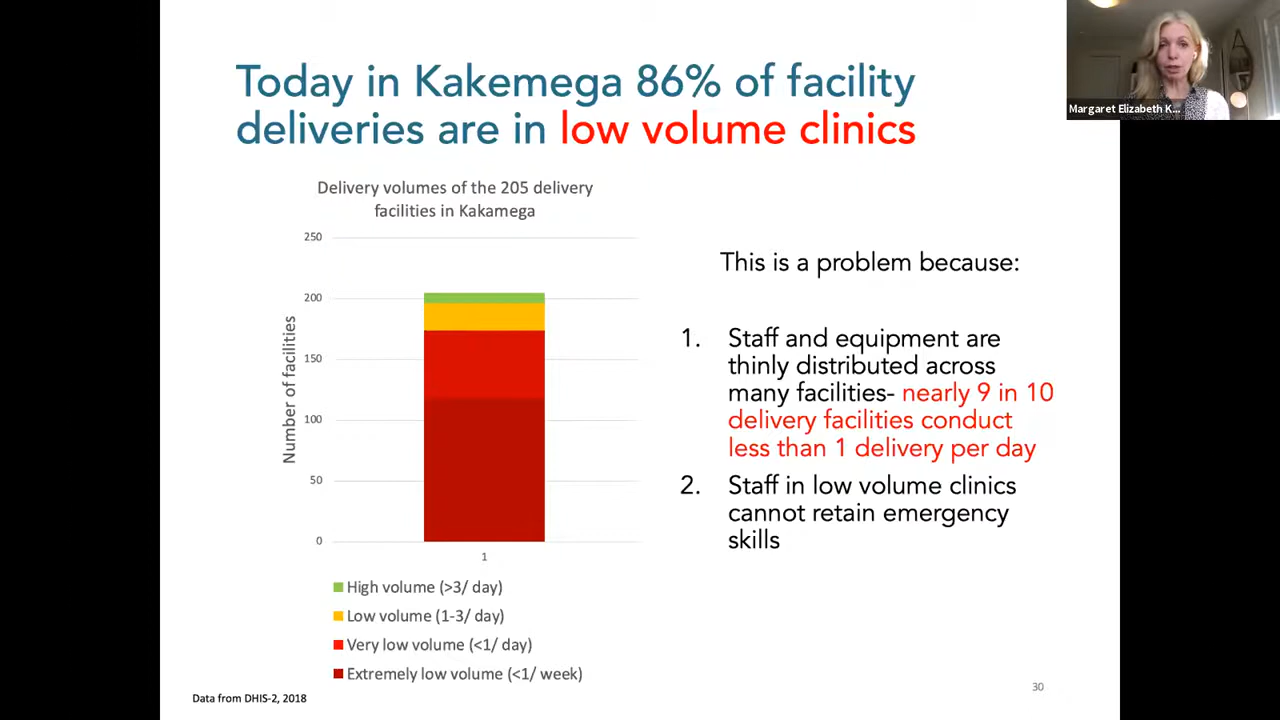 Today in Kakemega 86% of facility
deliveries are in low volume clinics
Margaret Elizabeth K...
Delivery volumes of the 205 delivery
facilities in Kakamega
Number of facilities
250
200
150
100
50
0
1
High volume (>3/ day)
Low volume (1-3/ day)
Very low volume (<1/ day)
Extremely low volume (<1/ week)
This is a problem because:
1. Staff and equipment are
thinly distributed across
many facilities- nearly 9 in 10
delivery facilities conduct
less than 1 delivery per day
2. Staff in low volume clinics
cannot retain emergency
skills
Data from DHIS-2, 2018
30